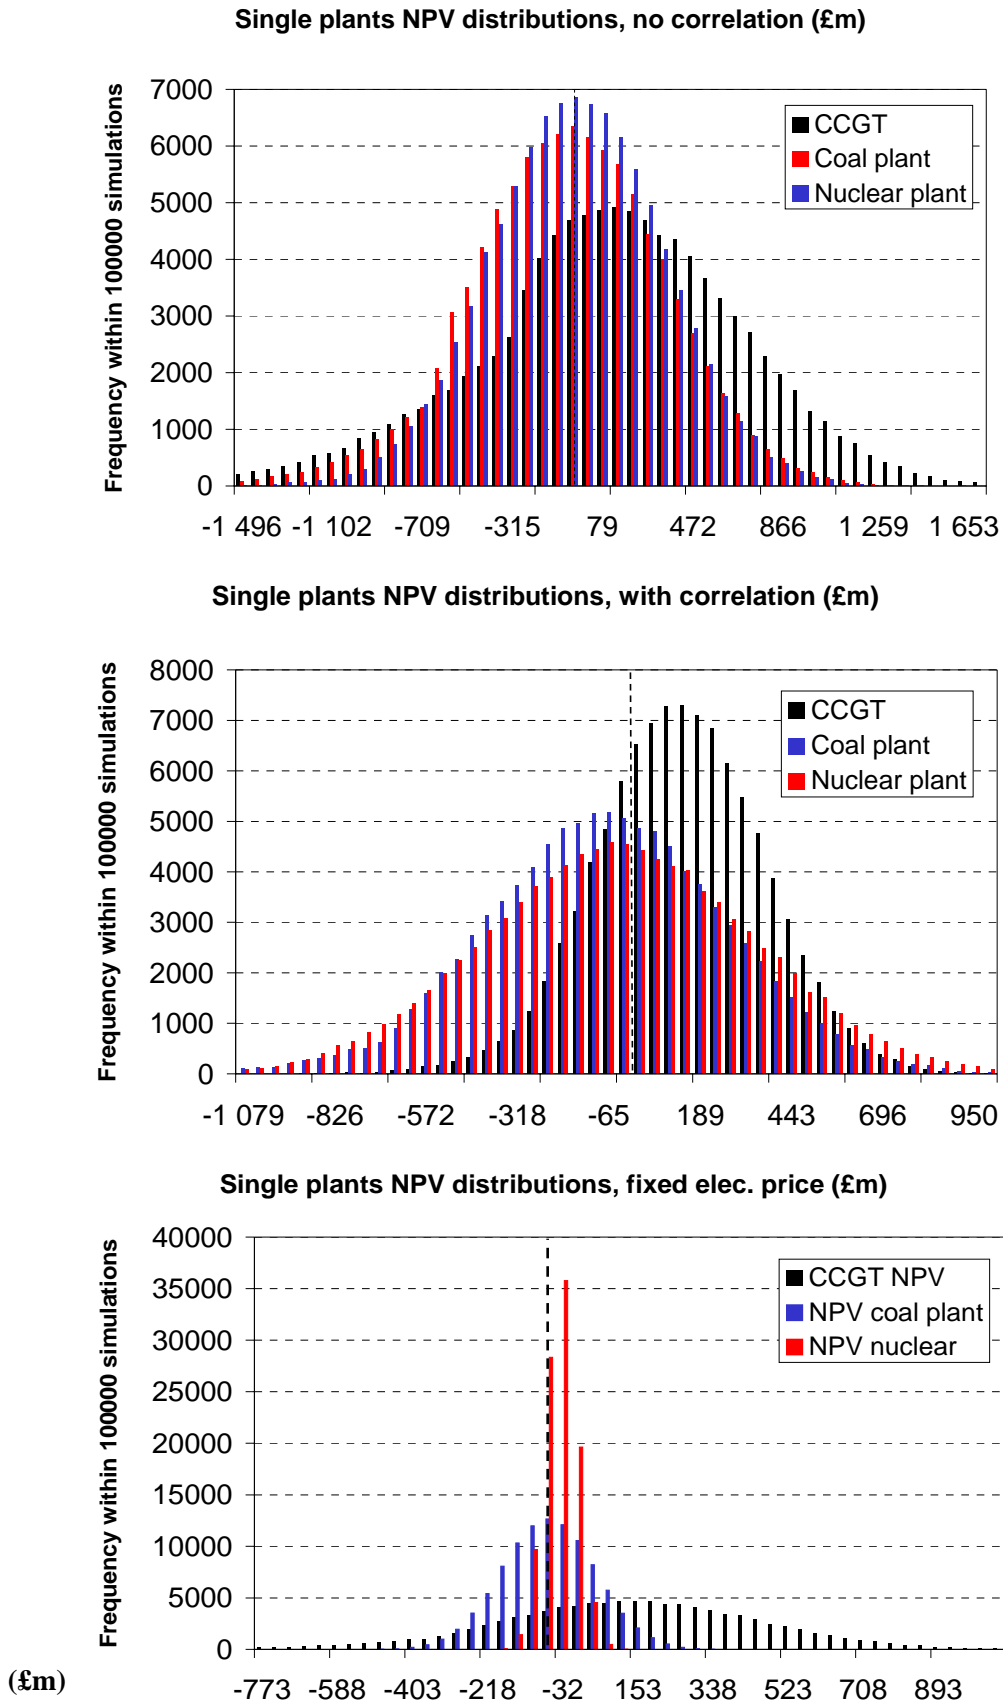 Single plants NPV distributions, no correlation (£m)
Frequency within 100000 simulations
7000
6000
5000
4000
3000
2000
1000
0
CCGT
Coal plant
Nuclear plant
-1 496 -1 102 -709 -315 79 472 866 1 259 1 653
Single plants NPV distributions, with correlation (£m)
Frequency within 100000 simulations
8000
7000
6000
5000
4000
3000
2000
1000
0
CCGT
Coal plant
Nuclear plant
-1 079 -826 -572 -318 -65 189 443 696 950
Single plants NPV distributions, fixed elec. price (£m)
Frequency within 100000 simulations
40000
35000
30000
25000
20000
15000
10000
5000
0
CCGT NPV
NPV coal plant
NPV nuclear
(£m) -773 -588 -403 -218 -32 153 338 523 708 893